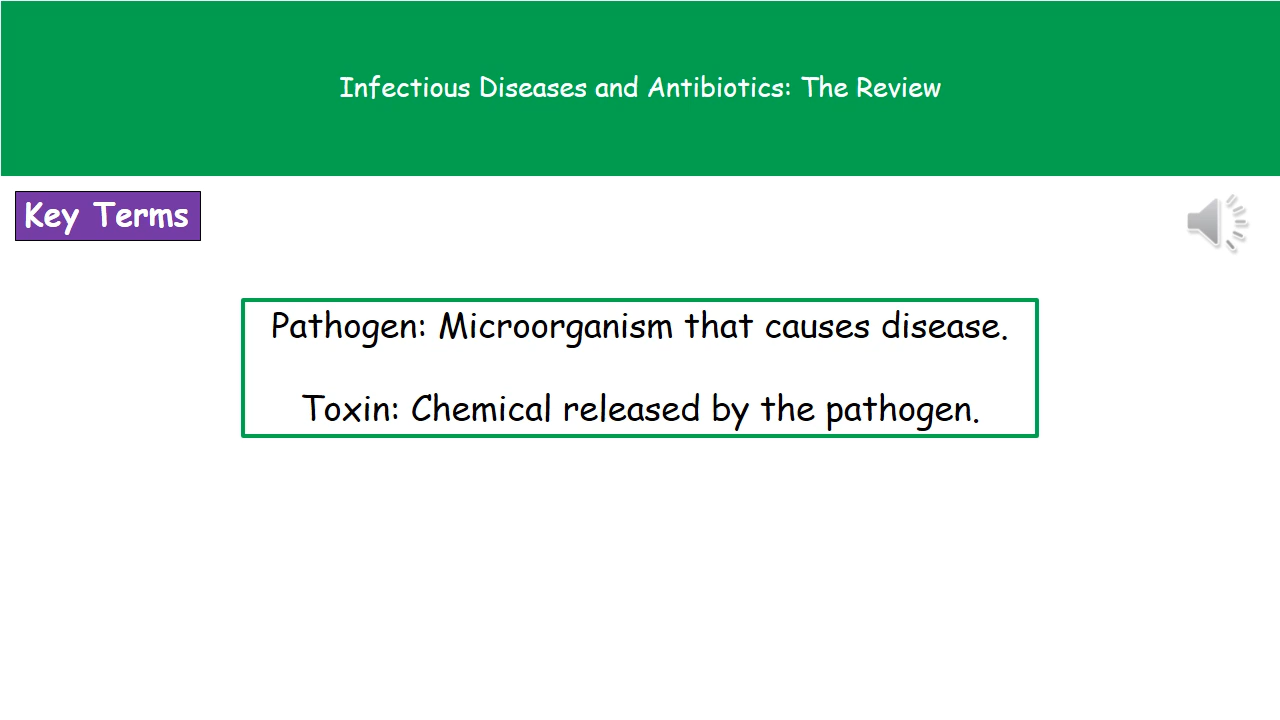 Infectious Diseases and Antibiotics: The Review
Key Terms
Pathogen: Microorganism that causes disease.
Toxin: Chemical released by the pathogen.